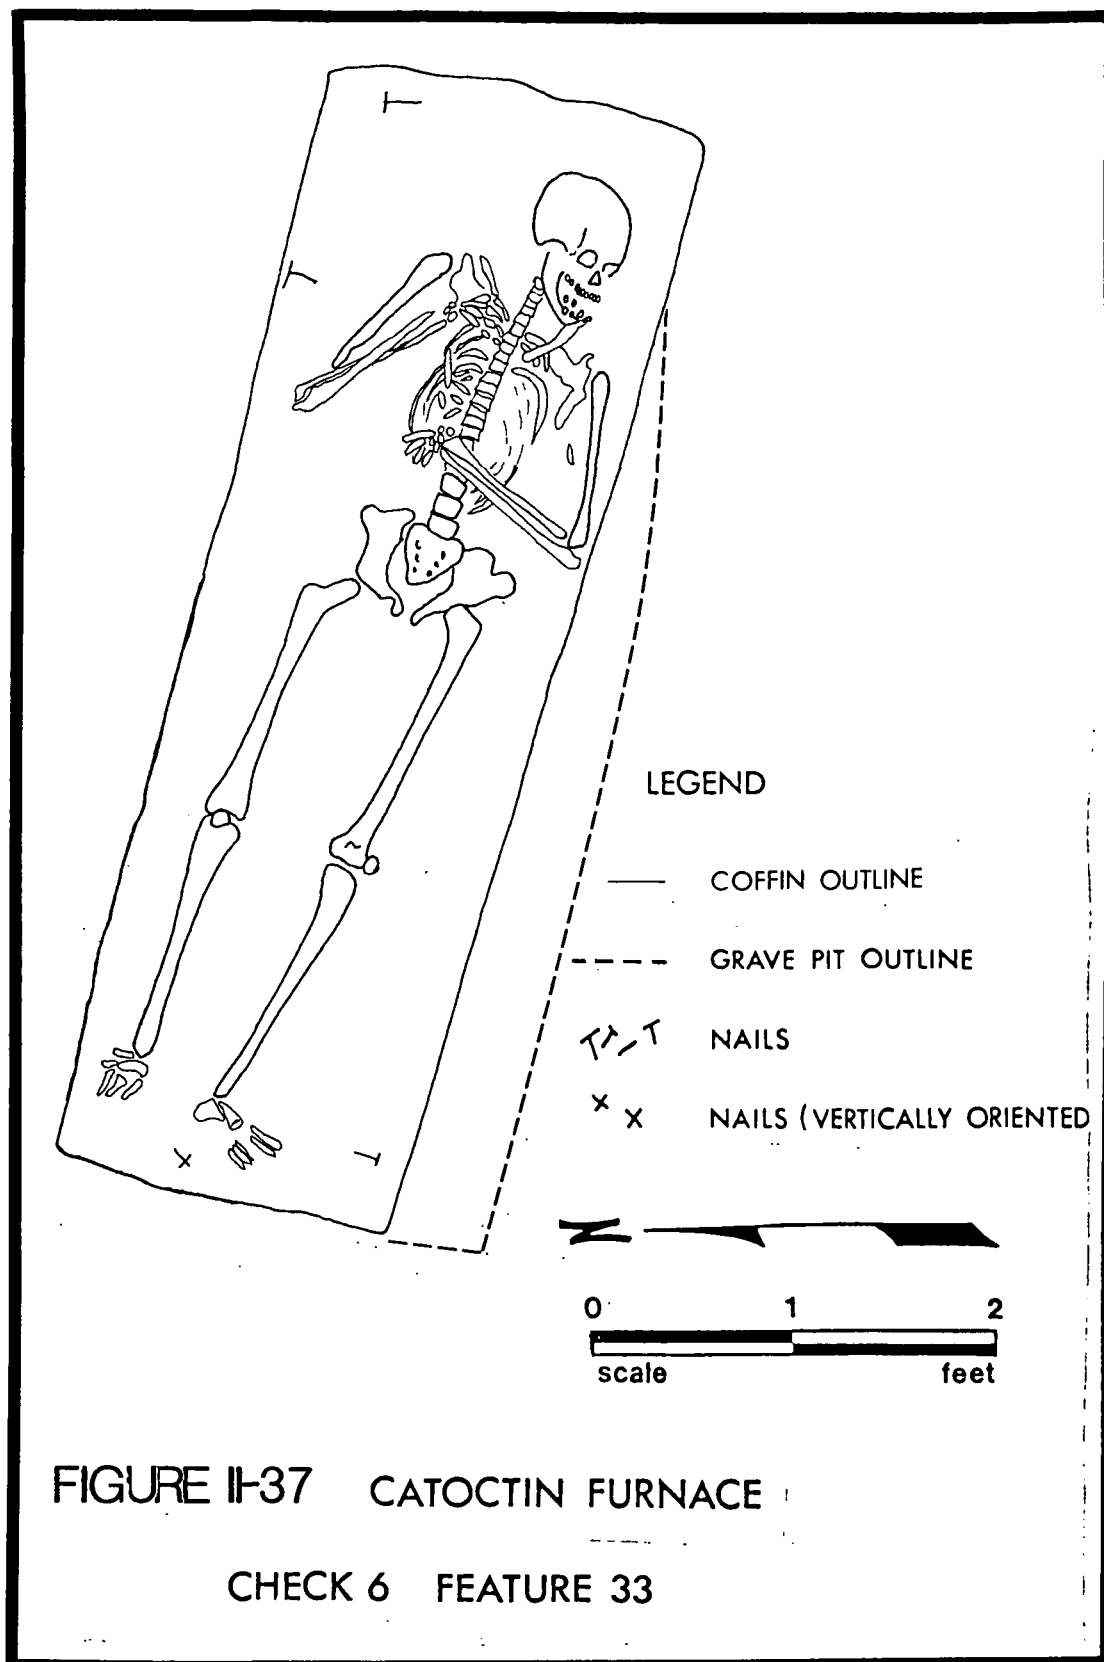 LEGEND
COFFIN OUTLINE
GRAVE PIT OUTLINE
NAILS
NAILS (VERTICALLY ORIENTED
N
0 1 2
scale feet
FIGURE II-37 CATOCTIN FURNACE
CHECK 6 FEATURE 33